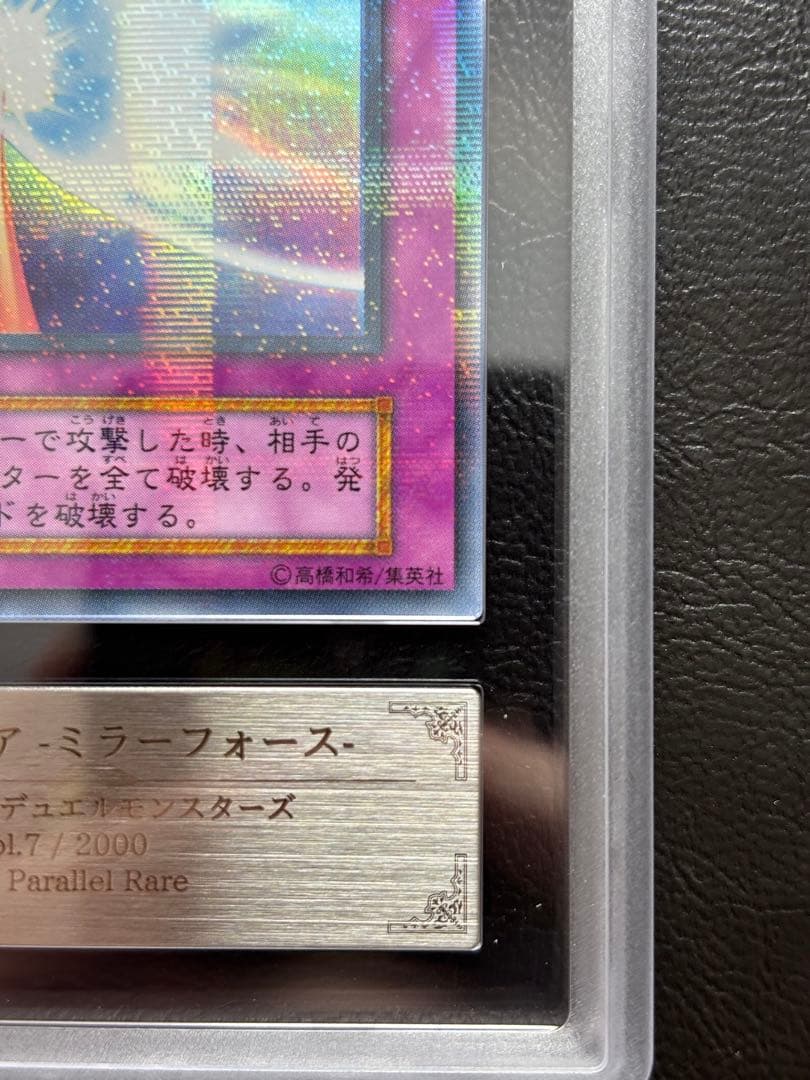 ーで攻撃した時、相手の
ターを全て破壊する。発
ドを破壊する。
©高橋和希/集英社
ア -ミラーフォース-
デュエルモンスターズ
ol.7 / 2000
Parallel Rare